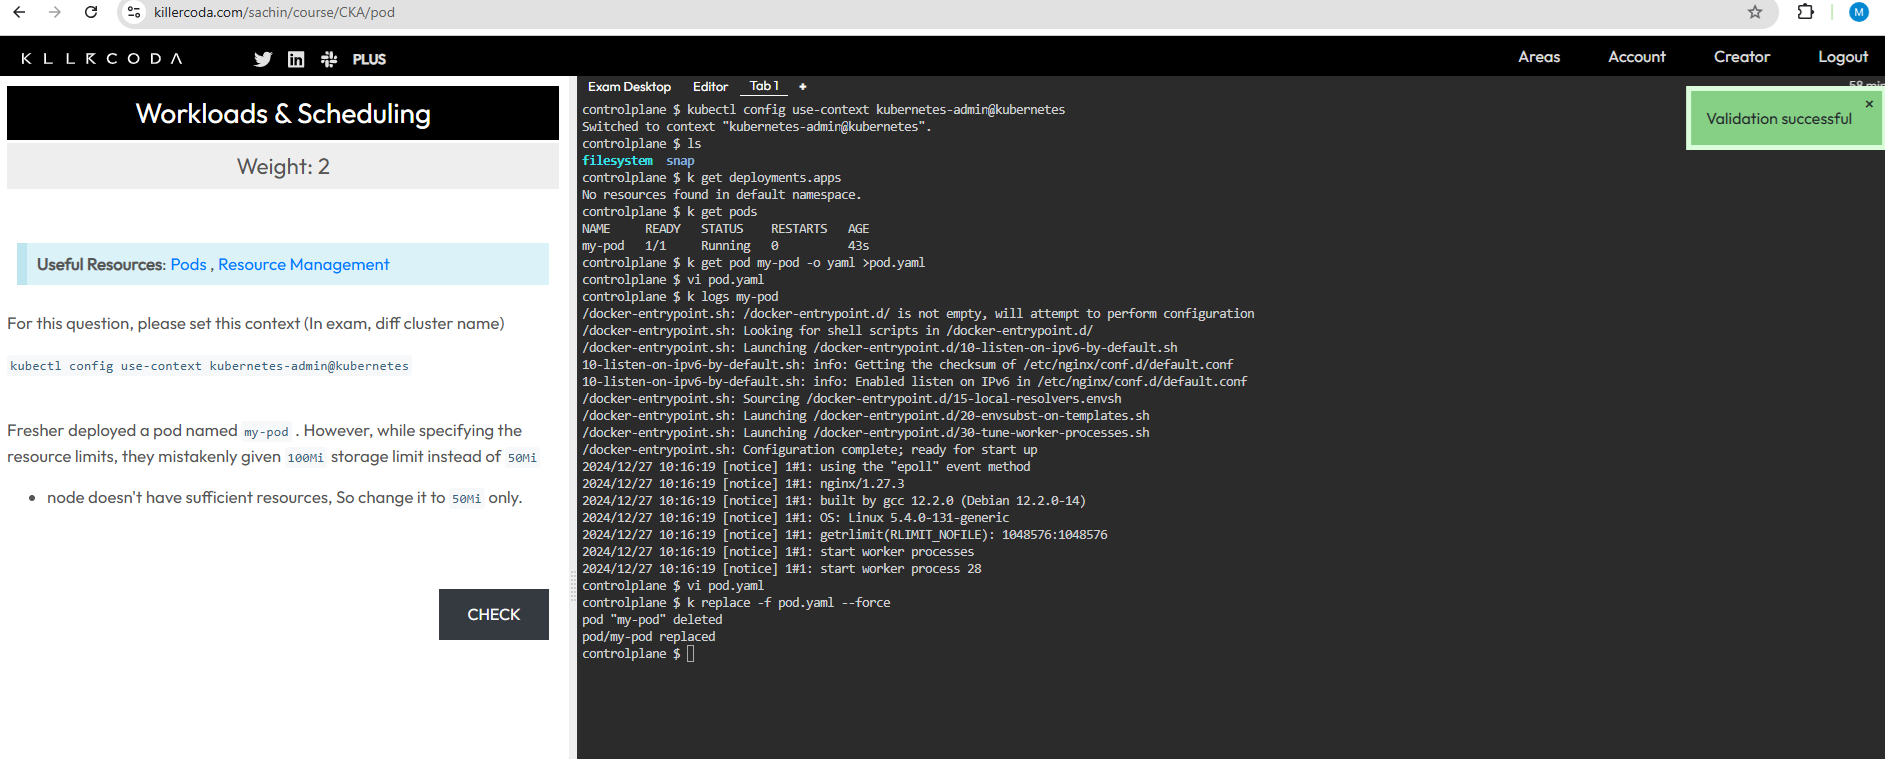 killercoda.com/sachin/course/CKA/pod
M
KLLRCODA
PLUS
Areas
Account
Creator
Logout
Workloads & Scheduling
Weight: 2
Useful Resources: Pods , Resource Management
For this question, please set this context (In exam, diff cluster name)
kubectl config use-context kubernetes-admin@kubernetes
Fresher deployed a pod named my-pod . However, while specifying the
resource limits, they mistakenly given 100Mi storage limit instead of 50Mi
• node doesn't have sufficient resources, So change it to 50Mi only.
CHECK
Exam Desktop
Editor
Tab 1
+
58 min
Validation successful
×
controlplane $ kubectl config use-context kubernetes-admin@kubernetes
Switched to context "kubernetes-admin@kubernetes".
controlplane $ ls
filesystem  snap
controlplane $ k get deployments.apps
No resources found in default namespace.
controlplane $ k get pods
NAME     READY   STATUS    RESTARTS   AGE
my-pod   1/1     Running   0          43s
controlplane $ k get pod my-pod -o yaml >pod.yaml
controlplane $ vi pod.yaml
controlplane $ k logs my-pod
/docker-entrypoint.sh: /docker-entrypoint.d/ is not empty, will attempt to perform configuration
/docker-entrypoint.sh: Looking for shell scripts in /docker-entrypoint.d/
/docker-entrypoint.sh: Launching /docker-entrypoint.d/10-listen-on-ipv6-by-default.sh
10-listen-on-ipv6-by-default.sh: info: Getting the checksum of /etc/nginx/conf.d/default.conf
10-listen-on-ipv6-by-default.sh: info: Enabled listen on IPv6 in /etc/nginx/conf.d/default.conf
/docker-entrypoint.sh: Sourcing /docker-entrypoint.d/15-local-resolvers.envsh
/docker-entrypoint.sh: Launching /docker-entrypoint.d/20-envsubst-on-templates.sh
/docker-entrypoint.sh: Launching /docker-entrypoint.d/30-tune-worker-processes.sh
/docker-entrypoint.sh: Configuration complete; ready for start up
2024/12/27 10:16:19 [notice] 1#1: using the "epoll" event method
2024/12/27 10:16:19 [notice] 1#1: nginx/1.27.3
2024/12/27 10:16:19 [notice] 1#1: built by gcc 12.2.0 (Debian 12.2.0-14)
2024/12/27 10:16:19 [notice] 1#1: OS: Linux 5.4.0-131-generic
2024/12/27 10:16:19 [notice] 1#1: getrlimit(RLIMIT_NOFILE): 1048576:1048576
2024/12/27 10:16:19 [notice] 1#1: start worker processes
2024/12/27 10:16:19 [notice] 1#1: start worker process 28
controlplane $ vi pod.yaml
controlplane $ k replace -f pod.yaml --force
pod "my-pod" deleted
pod/my-pod replaced
controlplane $